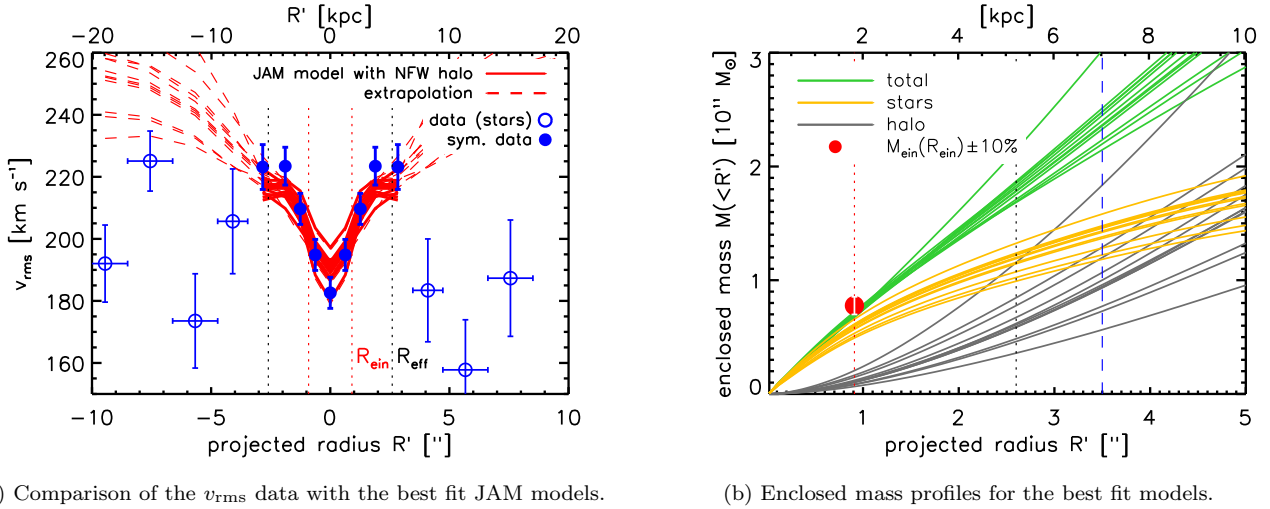 R' [kpc]
−20 −10 0 10 20
260
240
220
200
180
160
v_rms [km s⁻¹]
JAM model with NFW halo
extrapolation
data (stars)
sym. data
R_ein R_eff
−10 −5 0 5 10
projected radius R' ["]
) Comparison of the v_rms data with the best fit JAM models.
[kpc]
2 4 6 8 10
3
2
1
0
enclosed mass M(<R') [10¹¹ M_⊙]
total
stars
halo
M_ein(R_ein)±10%
1 2 3 4 5
projected radius R' ["]
(b) Enclosed mass profiles for the best fit models.